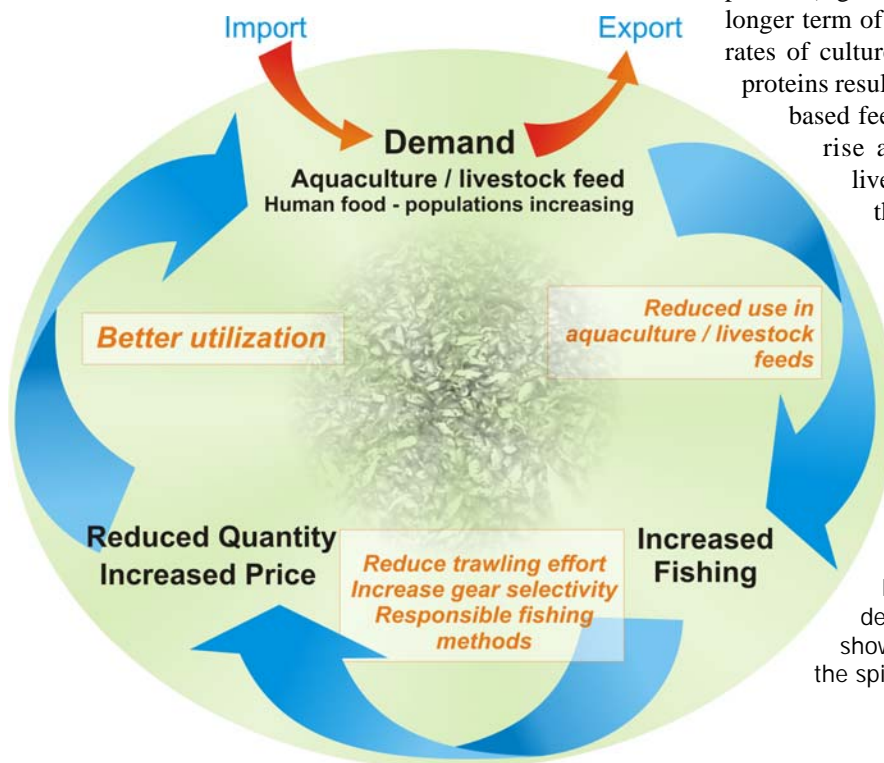 longer term of
rates of culture
proteins resul
based fee
rise a
live
th
Import
Export
Demand
Aquaculture / livestock feed
Human food - populations increasing
Better utilization
Reduced use in
aquaculture / livestock
feeds
Reduced Quantity
Increased Price
Reduce trawling effort
Increase gear selectivity
Responsible fishing
methods
Increased
Fishing
de
show
the spi